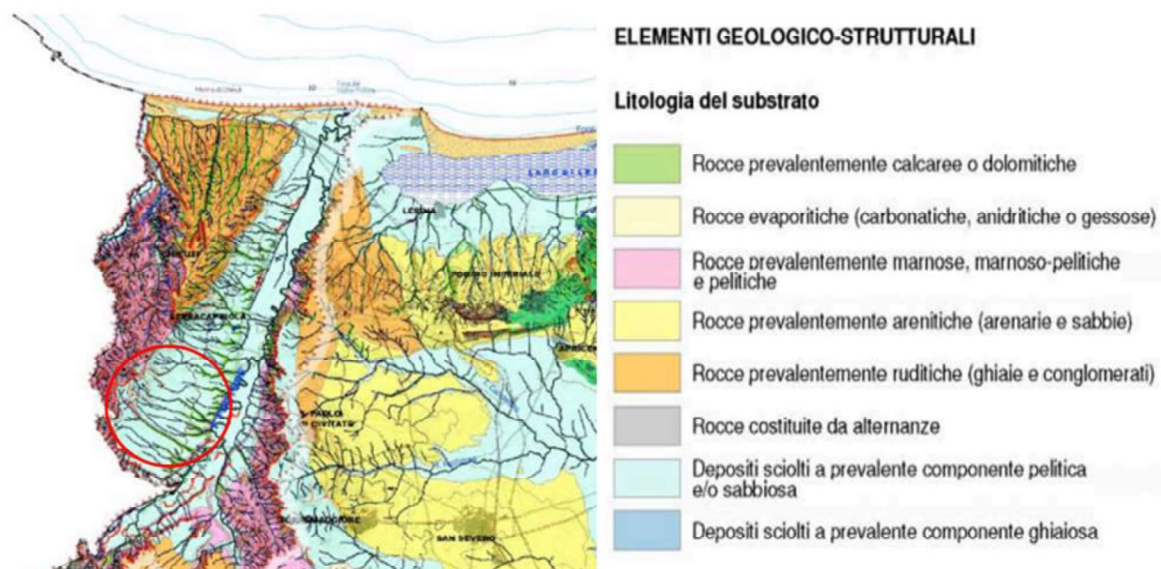 ELEMENTI GEOLOGICO-STRUTTURALI
Litologia del substrato
Rocce prevalentemente calcaree o dolomitiche
Rocce evaporitiche (carbonatiche, anidritiche o gessose)
Rocce prevalentemente marnose, marnoso-pelitiche
e pelitiche
Rocce prevalentemente arenitiche (arenarie e sabbie)
Rocce prevalentemente ruditiche (ghiaie e conglomerati)
Rocce costituite da alternanze
Depositi sciolti a prevalente componente pelitica
e/o sabbiosa
Depositi sciolti a prevalente componente ghiaiosa
LESINA
POGGIO IMPERIALE
SERRACAPRIOLA
S. PAOLO
CIVITATE
SAN SEVERO